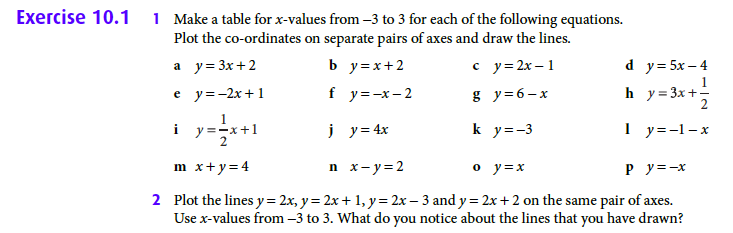 Exercise 10.1 1 Make a table for x-values from –3 to 3 for each of the following equations.
Plot the co-ordinates on separate pairs of axes and draw the lines.
a y = 3x + 2 b y = x + 2 c y = 2x – 1 d y = 5x – 4
e y = –2x + 1 f y = –x – 2 g y = 6 – x h y = 3x + 1/2
i y = 1/2 x + 1 j y = 4x k y = –3 l y = –1 – x
m x + y = 4 n x – y = 2 o y = x p y = –x
2 Plot the lines y = 2x, y = 2x + 1, y = 2x – 3 and y = 2x + 2 on the same pair of axes.
Use x-values from –3 to 3. What do you notice about the lines that you have drawn?